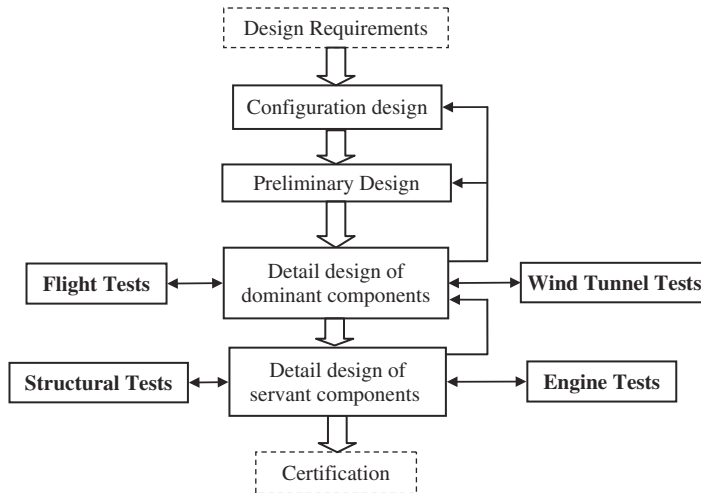 Design Requirements
Configuration design
Preliminary Design
Flight Tests
Detail design of
dominant components
Wind Tunnel Tests
Structural Tests
Detail design of
servant components
Engine Tests
Certification